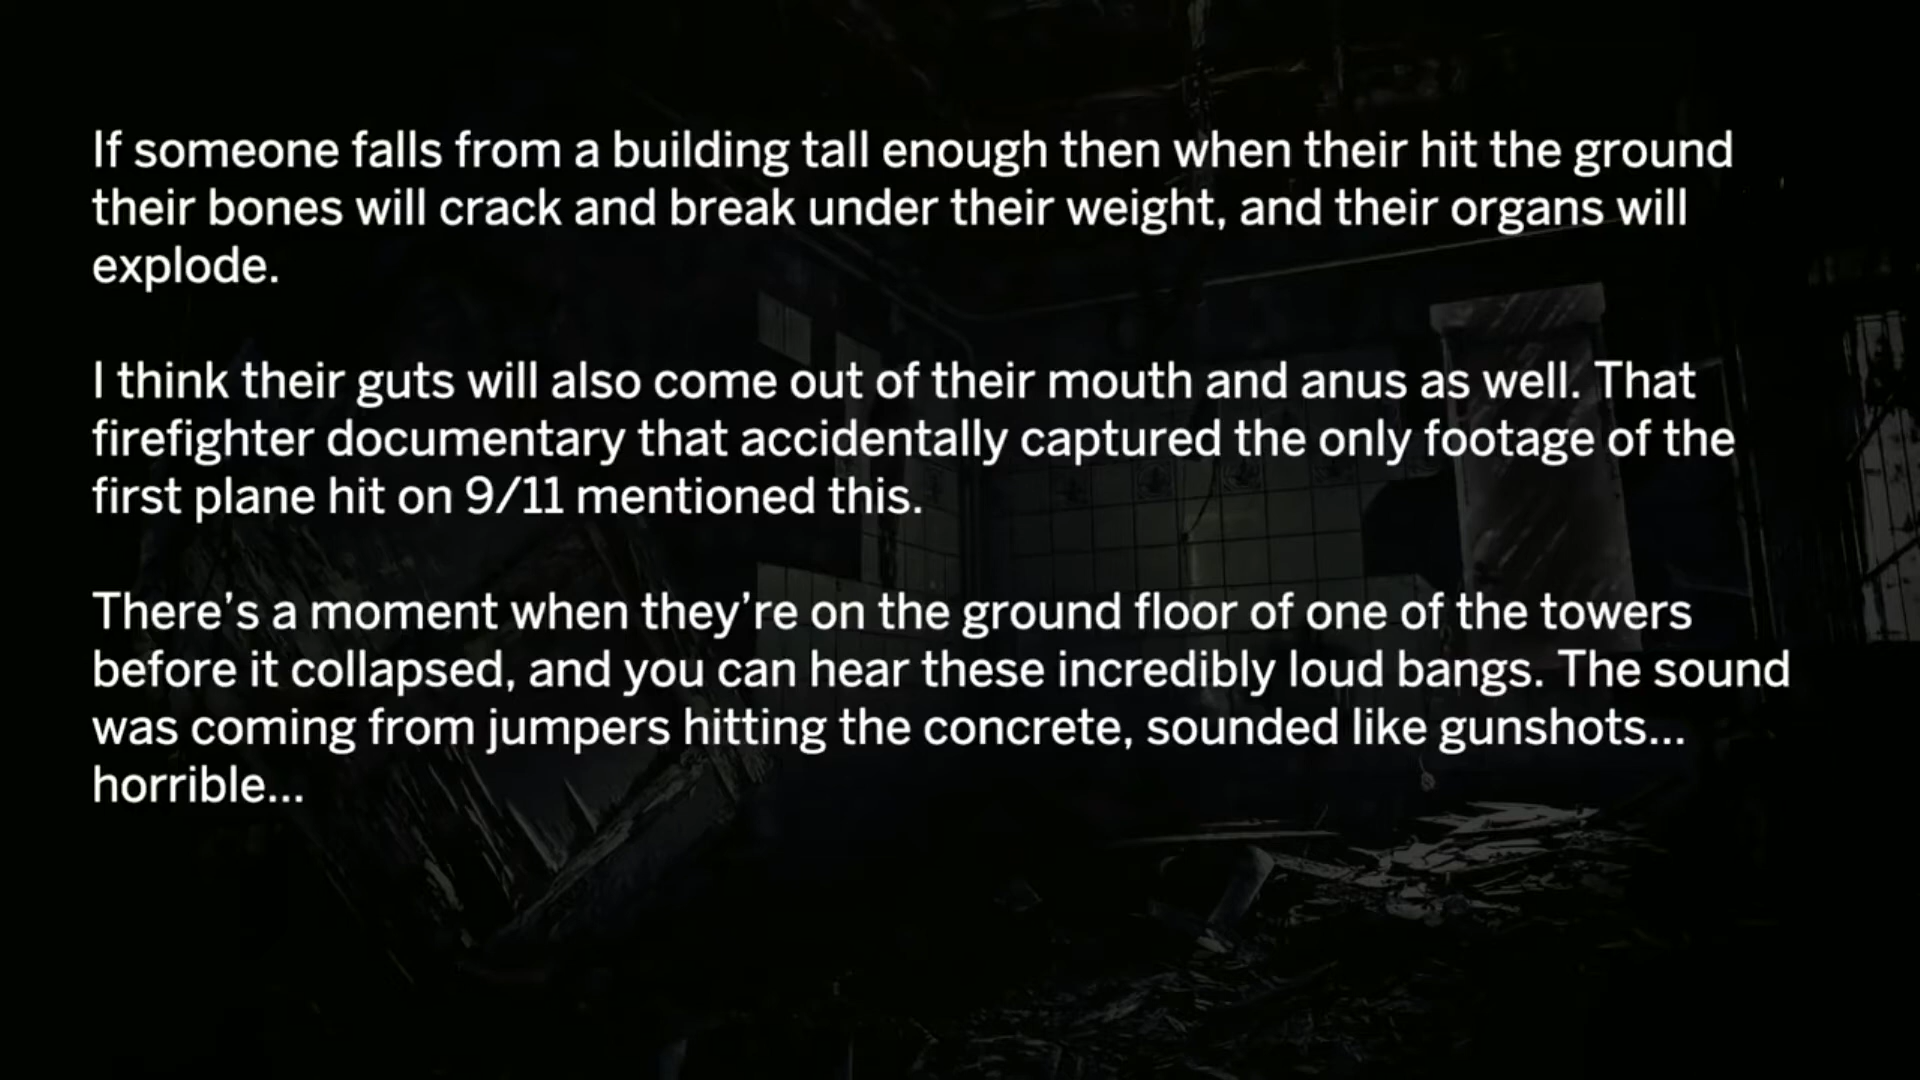 If someone falls from a building tall enough then when their hit the ground
their bones will crack and break under their weight, and their organs will
explode.
I think their guts will also come out of their mouth and anus as well. That
firefighter documentary that accidentally captured the only footage of the
first plane hit on 9/11 mentioned this.
There’s a moment when they’re on the ground floor of one of the towers
before it collapsed, and you can hear these incredibly loud bangs. The sound
was coming from jumpers hitting the concrete, sounded like gunshots...
horrible...